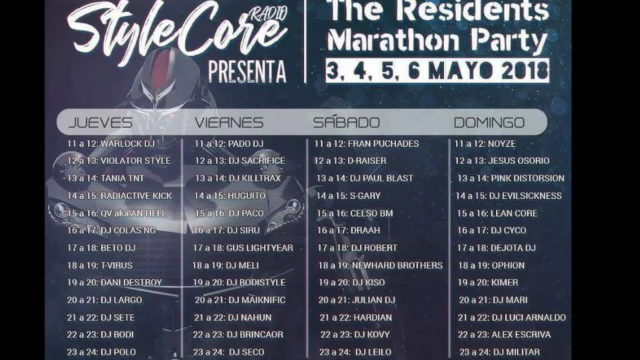 StyleCore
RADIO
PRESENTA
The Residents
Marathon Party
3, 4, 5, 6 MAYO 2018
JUEVES
11 a 12: WARLOCK DJ
12 a 13: VIOLATOR STYLE
13 a 14: TANIA TNT
14 a 15: RADIACTIVE KICK
15 a 16: QV aka AN HELL
16 a 17: DJ COLAS NG
17 a 18: BETO DJ
18 a 19: T-VIRUS
19 a 20: DANI DESTROY
20 a 21: DJ LARGO
21 a 22: DJ SETE
22 a 23: DJ BODI
23 a 24: DJ POLO
VIERNES
11 a 12: PADO DJ
12 a 13: DJ SACRIFICE
13 a 14: DJ KILLTRAX
14 a 15: HUGUITO
15 a 16: DJ PACO
16 a 17: DJ SIRU
17 a 18: GUS LIGHTYEAR
18 a 19: DJ MELI
19 a 20: DJ BODISTYLE
20 a 21: DJ MAIKNIFIC
21 a 22: DJ NAHUN
22 a 23: DJ BRINCAOR
23 a 24: DJ SECO
SÁBADO
11 a 12: FRAN PUCHADES
12 a 13: D-RAISER
13 a 14: DJ PAUL BLAST
14 a 15: S-GARY
15 a 16: CELSO BM
16 a 17: DRAAH
17 a 18: DJ ROBERT
18 a 19: NEWHARD BROTHERS
19 a 20: DJ KISO
20 a 21: JULIAN DJ
21 a 22: HARDIAN
22 a 23: DJ KOVY
23 a 24: DJ LEILO
DOMINGO
11 a 12: NOYZE
12 a 13: JESUS OSORIO
13 a 14: PINK DISTORSION
14 a 15: DJ EVILSICKNESS
15 a 16: LEAN CORE
16 a 17: DJ CYCO
17 a 18: DEJOTA DJ
18 a 19: OPHION
19 a 20: KIMER
20 a 21: DJ MARI
21 a 22: DJ LUCI ARNALDO
22 a 23: ALEX ESCRIVA
23 a 24: DJ MILITAR